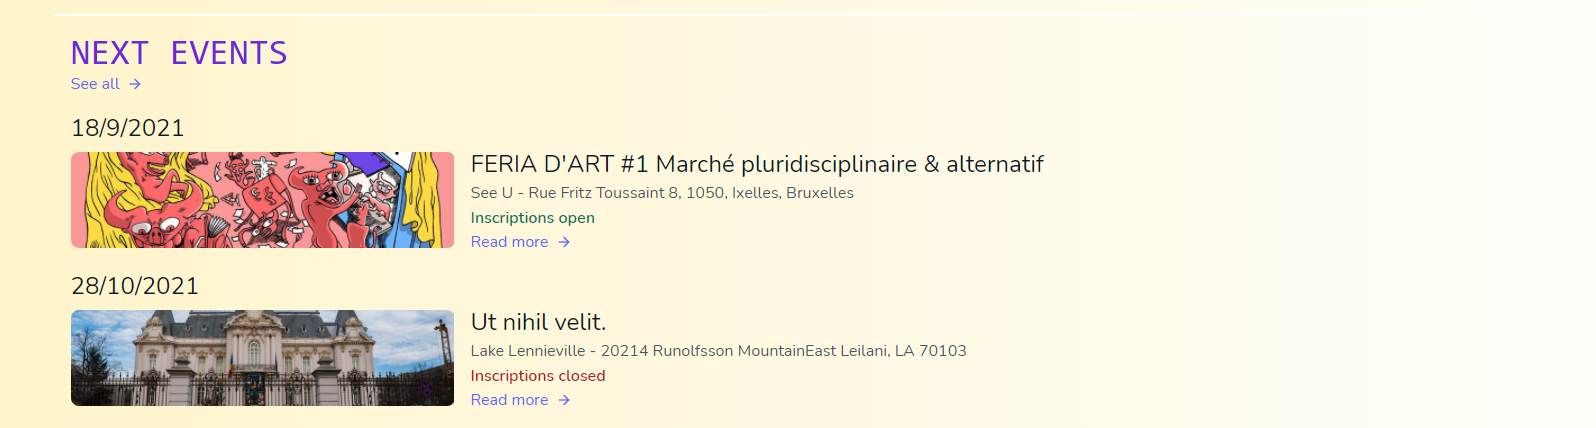 NEXT EVENTS
See all →
18/9/2021
FERIA D'ART #1 Marché pluridisciplinaire & alternatif
See U - Rue Fritz Toussaint 8, 1050, Ixelles, Bruxelles
Inscriptions open
Read more →
28/10/2021
Ut nihil velit.
Lake Lennieville - 20214 Runolfsson MountainEast Leilani, LA 70103
Inscriptions closed
Read more →